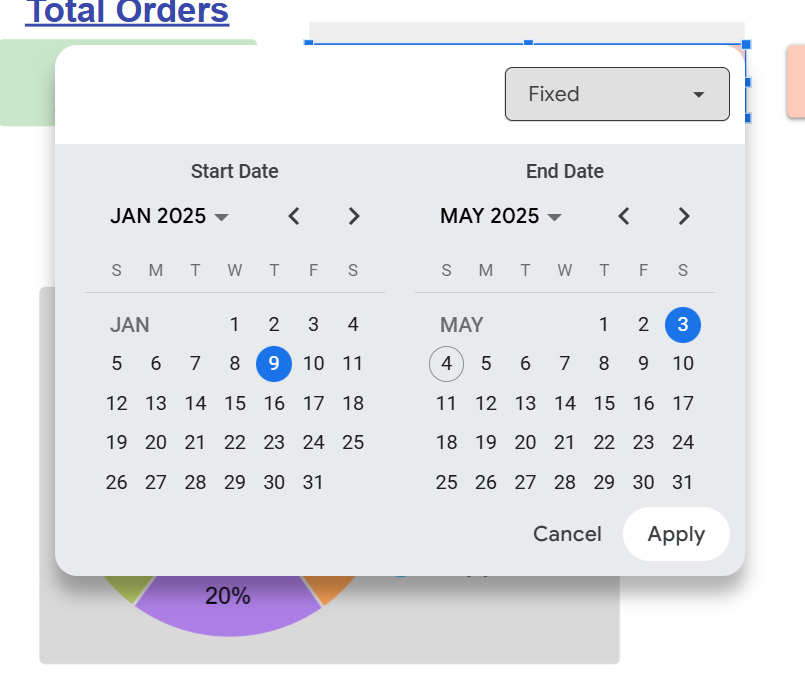 Total Orders
Fixed
Start Date
End Date
JAN 2025
MAY 2025
S M T W T F S
S M T W T F S
JAN 1 2 3 4
MAY 1 2 3
5 6 7 8 9 10 11
4 5 6 7 8 9 10
12 13 14 15 16 17 18
11 12 13 14 15 16 17
19 20 21 22 23 24 25
18 19 20 21 22 23 24
26 27 28 29 30 31
25 26 27 28 29 30 31
Cancel
Apply
20%